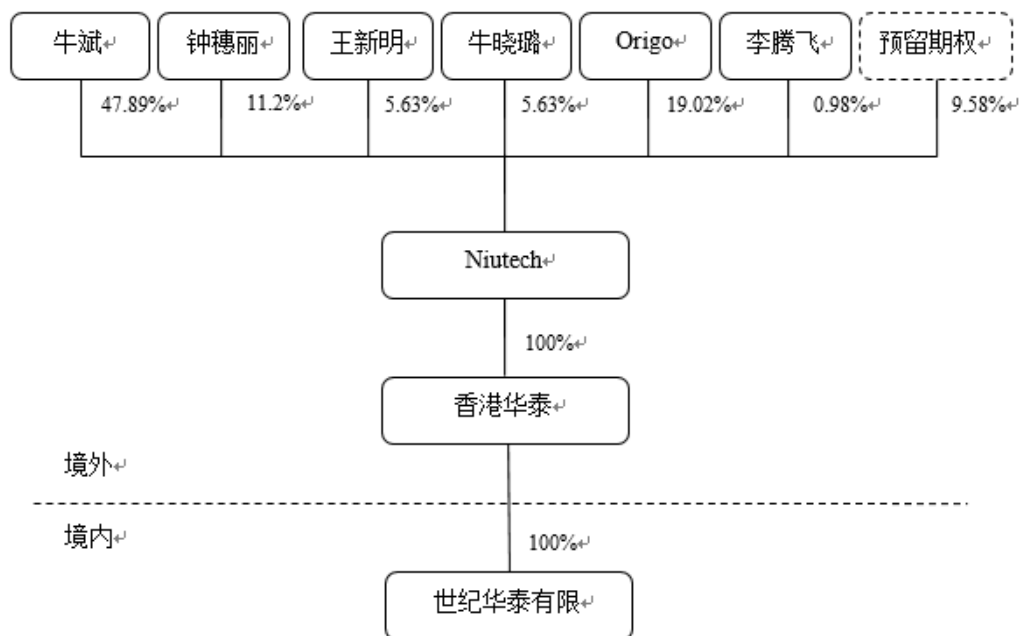 牛斌
钟穗丽
王新明
牛晓璐
Origo
李腾飞
预留期权
47.89%
11.2%
5.63%
5.63%
19.02%
0.98%
9.58%
Niutech
100%
香港华泰
境外
境内
100%
世纪华泰有限